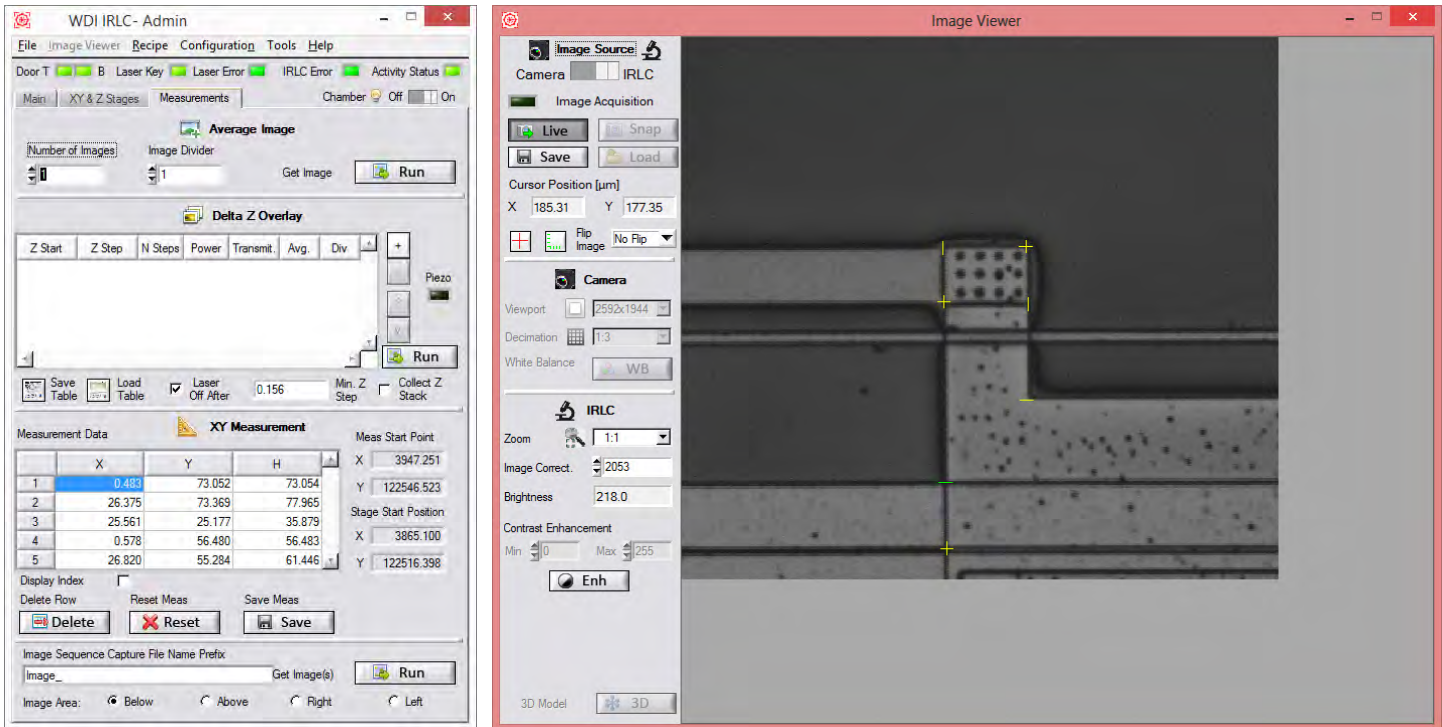 WDI IRLC- Admin
File Image Viewer Recipe Configuration Tools Help
Door T B Laser Key Laser Error IRLC Error Activity Status
Main XY & Z Stages Measurements Chamber Off On
Average Image
Number of Images Image Divider
1 1 Get Image Run
Delta Z Overlay
Z Start Z Step N Steps Power Transmit. Avg. Div +
Piezo
Run
Save Table Load Table Laser Off After 0.156 Min. Z Step Collect Z Stack
Measurement Data XY Measurement Meas Start Point
X Y H X 3947.251
1 0.483 73.052 73.054
Y 122546.523
2 26.375 73.369 77.965
Stage Start Position
3 25.561 25.177 35.879
4 0.578 56.480 56.483 X 3865.100
5 26.820 55.284 61.446 Y 122516.398
Display Index
Delete Row Reset Meas Save Meas
Delete Reset Save
Image Sequence Capture File Name Prefix
Image_ Get Image(s) Run
Image Area: Below Above Right Left
Image Viewer
Image Source
Camera IRLC
Image Acquisition
Live Snap
Save Load
Cursor Position [µm]
X 185.31 Y 177.35
Flip Image No Flip
Camera
Viewport 2592x1944
Decimation 1:3
White Balance WB
IRLC
Zoom 1:1
Image Correct. 2053
Brightness 218.0
Contrast Enhancement
Min 0 Max 255
Enh
3D Model 3D